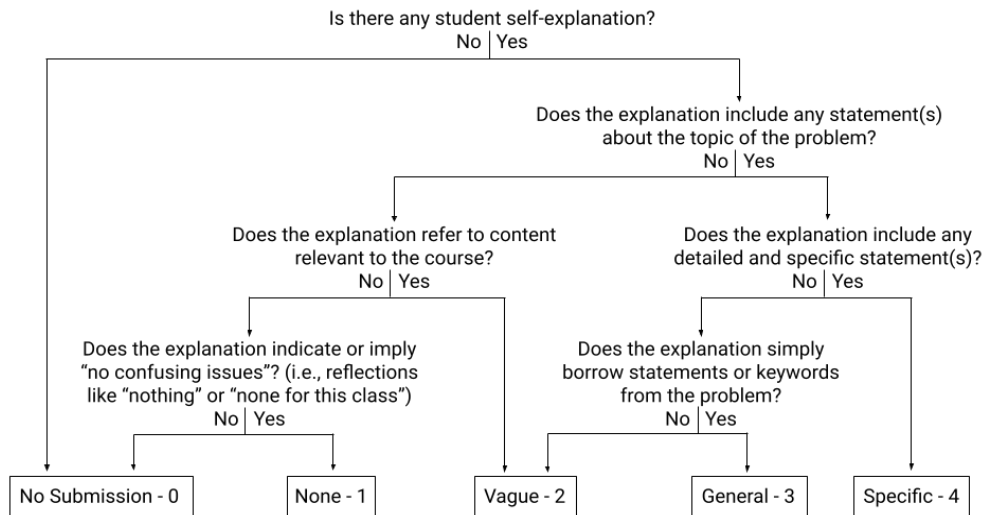 Is there any student self-explanation?
No Yes
Does the explanation include any statement(s)
about the topic of the problem?
No Yes
Does the explanation refer to content
relevant to the course?
No Yes
Does the explanation include any
detailed and specific statement(s)?
No Yes
Does the explanation indicate or imply
“no confusing issues”? (i.e., reflections
like “nothing” or “none for this class”)
No Yes
Does the explanation simply
borrow statements or keywords
from the problem?
No Yes
No Submission - 0
None - 1
Vague - 2
General - 3
Specific - 4